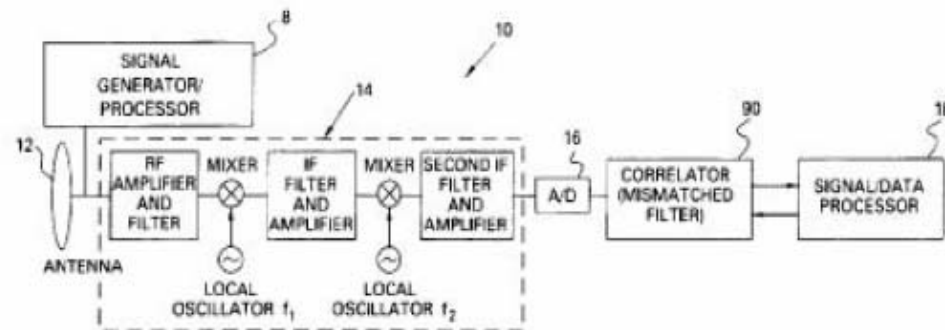 8
SIGNAL
GENERATOR/
PROCESSOR
10
14
12
RF
AMPLIFIER
AND
FILTER
MIXER
IF
FILTER
AND
AMPLIFIER
MIXER
SECOND IF
FILTER
AND
AMPLIFIER
16
A/D
90
CORRELATOR
(MISMATCHED
FILTER)
SIGNAL/DATA
PROCESSOR
ANTENNA
LOCAL
OSCILLATOR f1
LOCAL
OSCILLATOR f2